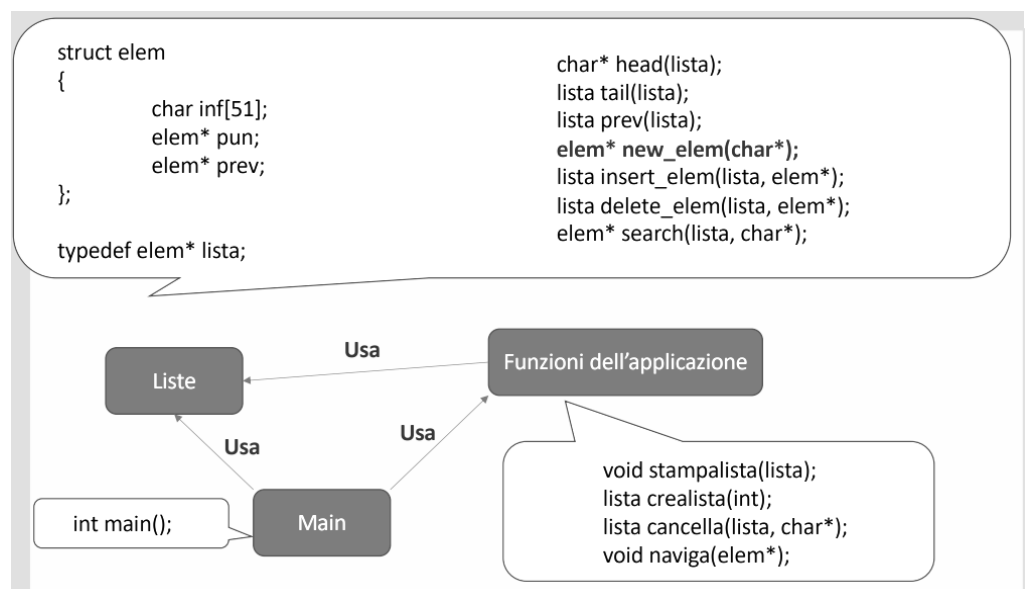 struct elem
{
char inf[51];
elem* pun;
elem* prev;
};
typedef elem* lista;
char* head(lista);
lista tail(lista);
lista prev(lista);
elem* new_elem(char*);
lista insert_elem(lista, elem*);
lista delete_elem(lista, elem*);
elem* search(lista, char*);
Usa
Liste
Funzioni dell’applicazione
Usa
Usa
int main();
Main
void stampalista(lista);
lista crealista(int);
lista cancella(lista, char*);
void naviga(elem*);